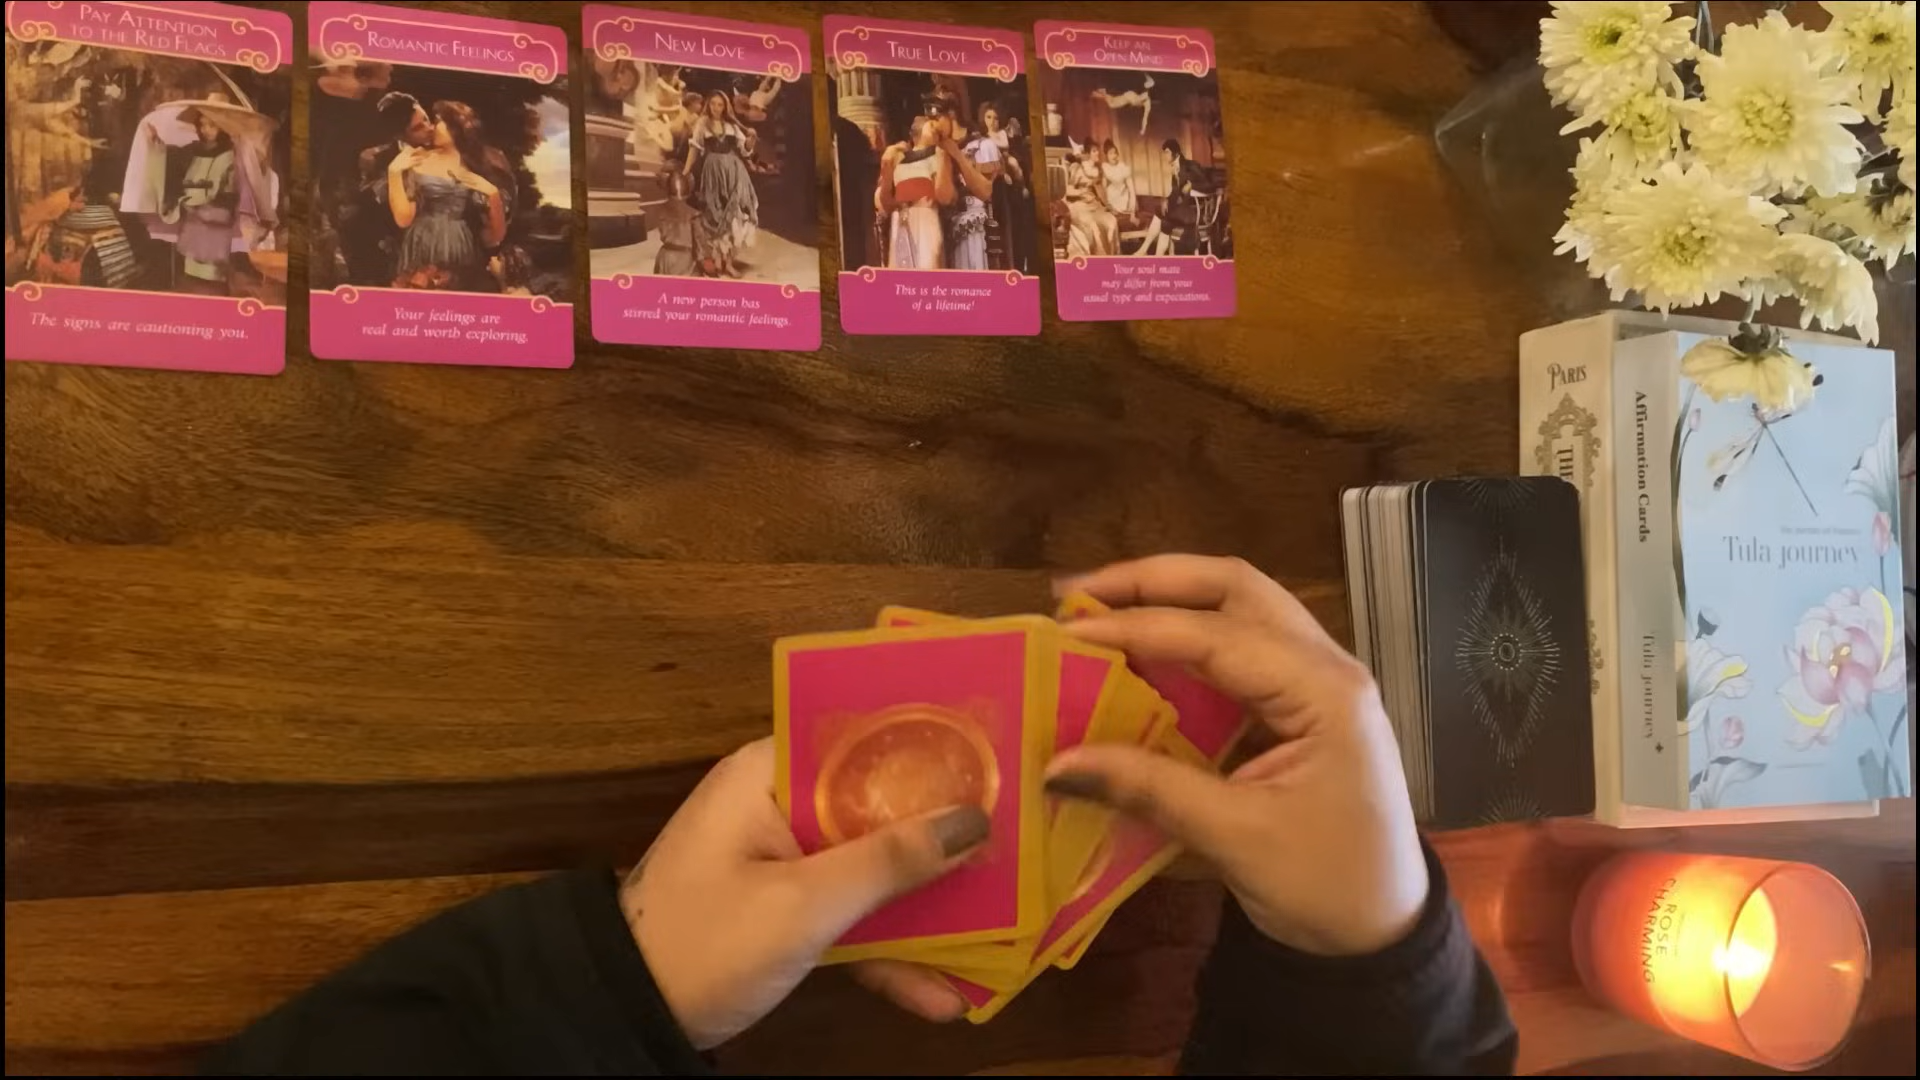 PAY ATTENTION
TO THE RED FLAGS
The signs are cautioning you.
ROMANTIC FEELINGS
Your feelings are
real and worth exploring.
NEW LOVE
A new person has
stirred your romantic feelings.
TRUE LOVE
This is the romance
of a lifetime!
KEEP AN
OPEN MIND
Your soul mate
may differ from your
usual type and expectations.
PARIS
THE
Affirmation Cards
Tula journey
Tula journey
ROSE
CHARMING